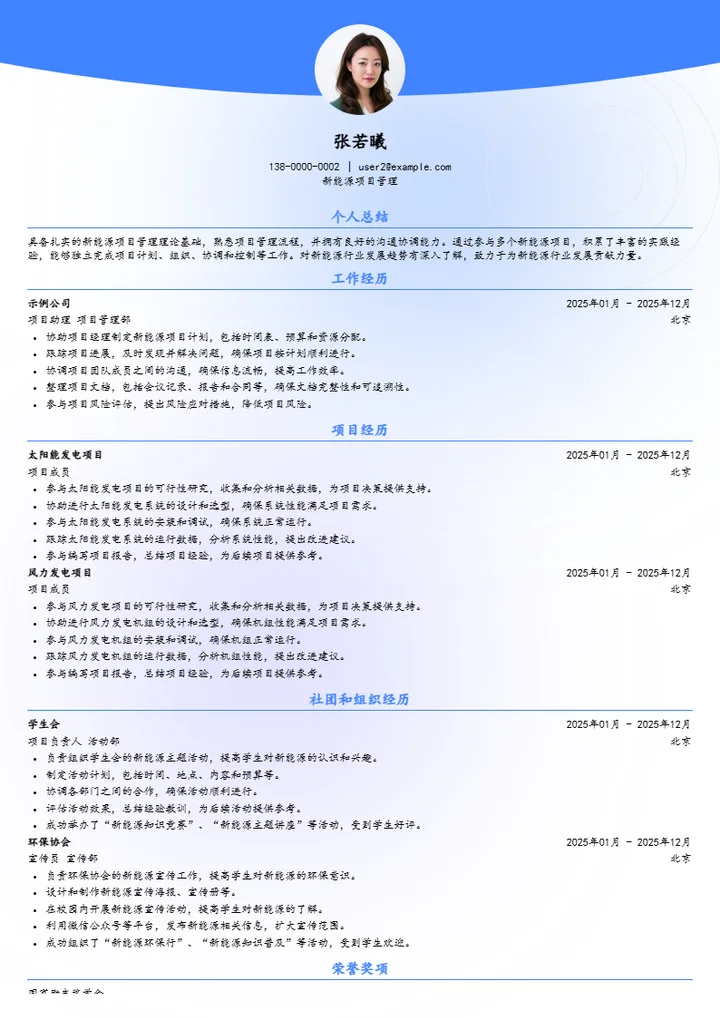 张若曦
138-0000-0002 | user2@example.com
新能源项目管理
个人总结
具备扎实的新能源项目管理理论基础，熟悉项目管理流程，并拥有良好的沟通协调能力。通过参与多个新能源项目，积累了丰富的实践经
验，能够独立完成项目计划、组织、协调和控制等工作。对新能源行业发展趋势有深入了解，致力于为新能源行业发展贡献力量。
工作经历
示例公司 2025年01月 - 2025年12月
项目助理 项目管理部 北京
• 协助项目经理制定新能源项目计划，包括时间表、预算和资源分配。
• 跟踪项目进展，及时发现并解决问题，确保项目按计划顺利进行。
• 协调项目团队成员之间的沟通，确保信息流畅，提高工作效率。
• 整理项目文档，包括会议记录、报告和合同等，确保文档完整性和可追溯性。
• 参与项目风险评估，提出风险应对措施，降低项目风险。
项目经历
太阳能发电项目 2025年01月 - 2025年12月
项目成员 北京
• 参与太阳能发电项目的可行性研究，收集和分析相关数据，为项目决策提供支持。
• 协助进行太阳能发电系统的设计和选型，确保系统性能满足项目需求。
• 参与太阳能发电系统的安装和调试，确保系统正常运行。
• 跟踪太阳能发电系统的运行数据，分析系统性能，提出改进建议。
• 参与编写项目报告，总结项目经验，为后续项目提供参考。
风力发电项目 2025年01月 - 2025年12月
项目成员 北京
• 参与风力发电项目的可行性研究，收集和分析相关数据，为项目决策提供支持。
• 协助进行风力发电机组的设计和选型，确保机组性能满足项目需求。
• 参与风力发电机组的安装和调试，确保机组正常运行。
• 跟踪风力发电机组的运行数据，分析机组性能，提出改进建议。
• 参与编写项目报告，总结项目经验，为后续项目提供参考。
社团和组织经历
学生会 2025年01月 - 2025年12月
项目负责人 活动部 北京
• 负责组织学生会的新能源主题活动，提高学生对新能源的认识和兴趣。
• 制定活动计划，包括时间、地点、内容和预算等。
• 协调各部门之间的合作，确保活动顺利进行。
• 评估活动效果，总结经验教训，为后续活动提供参考。
• 成功举办了“新能源知识竞赛”、“新能源主题讲座”等活动，受到学生好评。
环保协会 2025年01月 - 2025年12月
宣传员 宣传部 北京
• 负责环保协会的新能源宣传工作，提高学生对新能源的环保意识。
• 设计和制作新能源宣传海报、宣传册等。
• 在校园内开展新能源宣传活动，提高学生对新能源的了解。
• 利用微信公众号等平台，发布新能源相关信息，扩大宣传范围。
• 成功组织了“新能源环保行”、“新能源知识普及”等活动，受到学生欢迎。
荣誉奖项